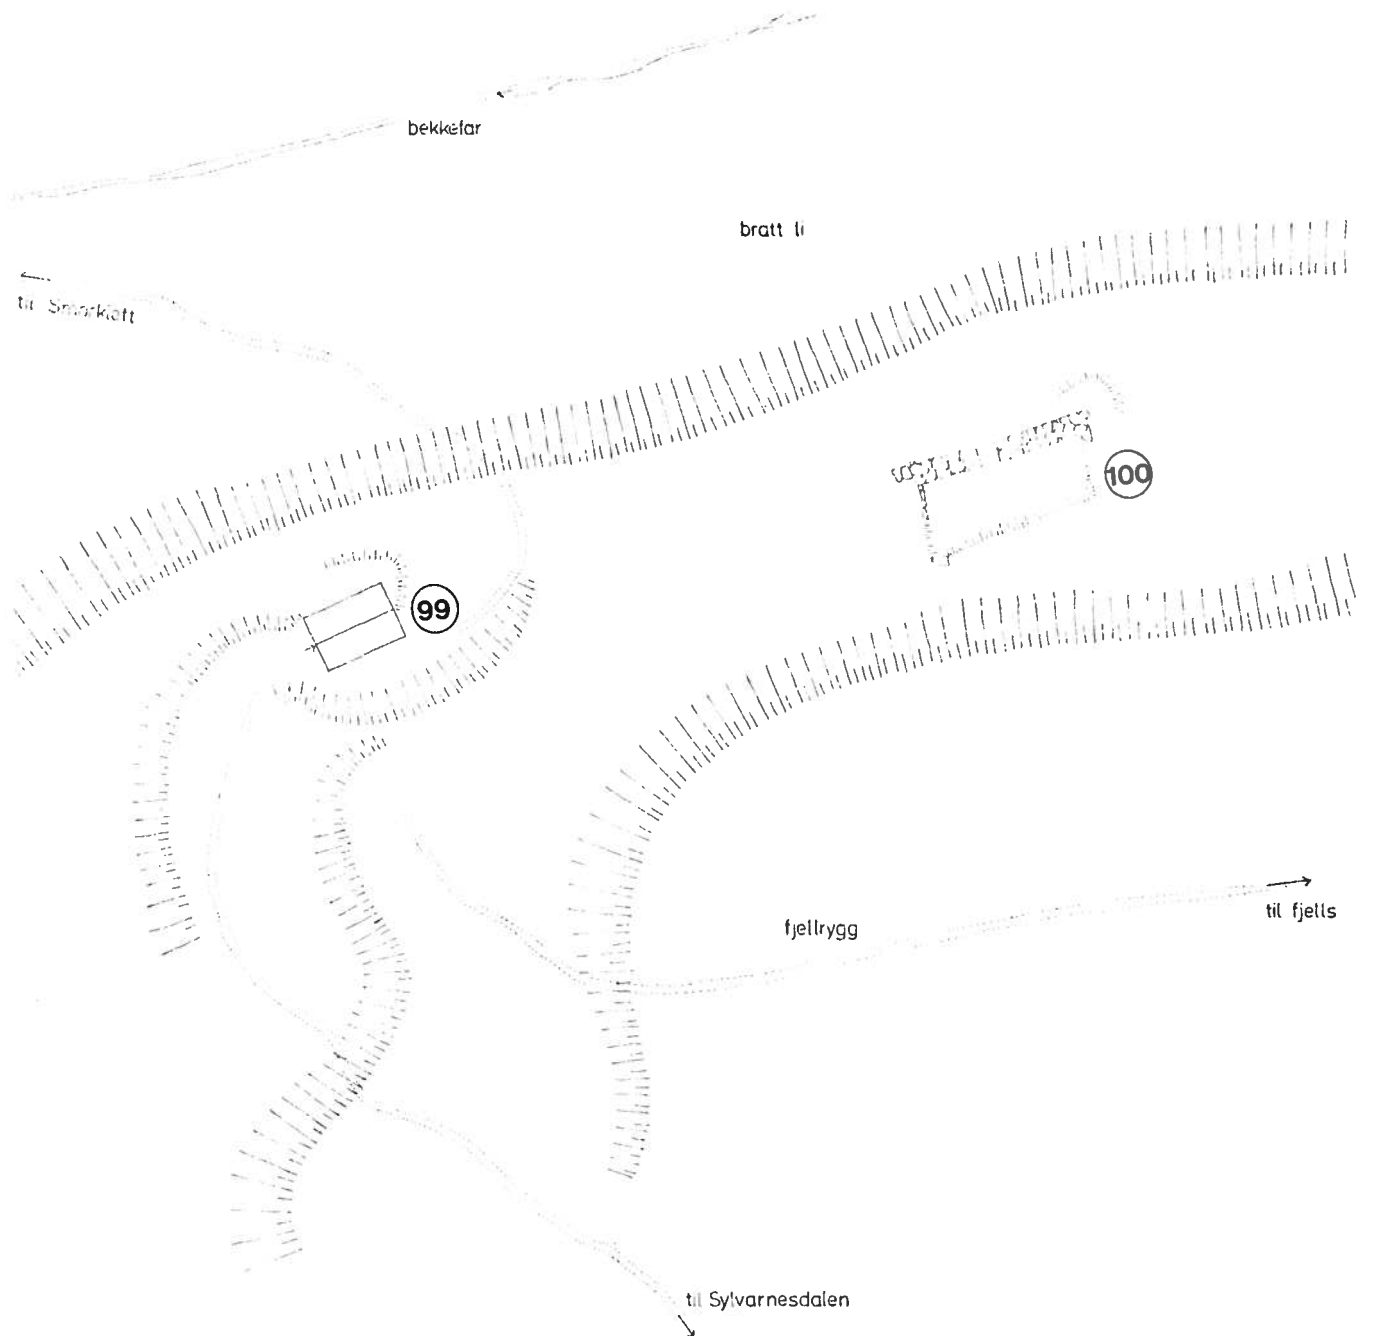 bekkefar
bratt li
til
100
99
til fjells
fjellrygg
til Sylvarnesdalen